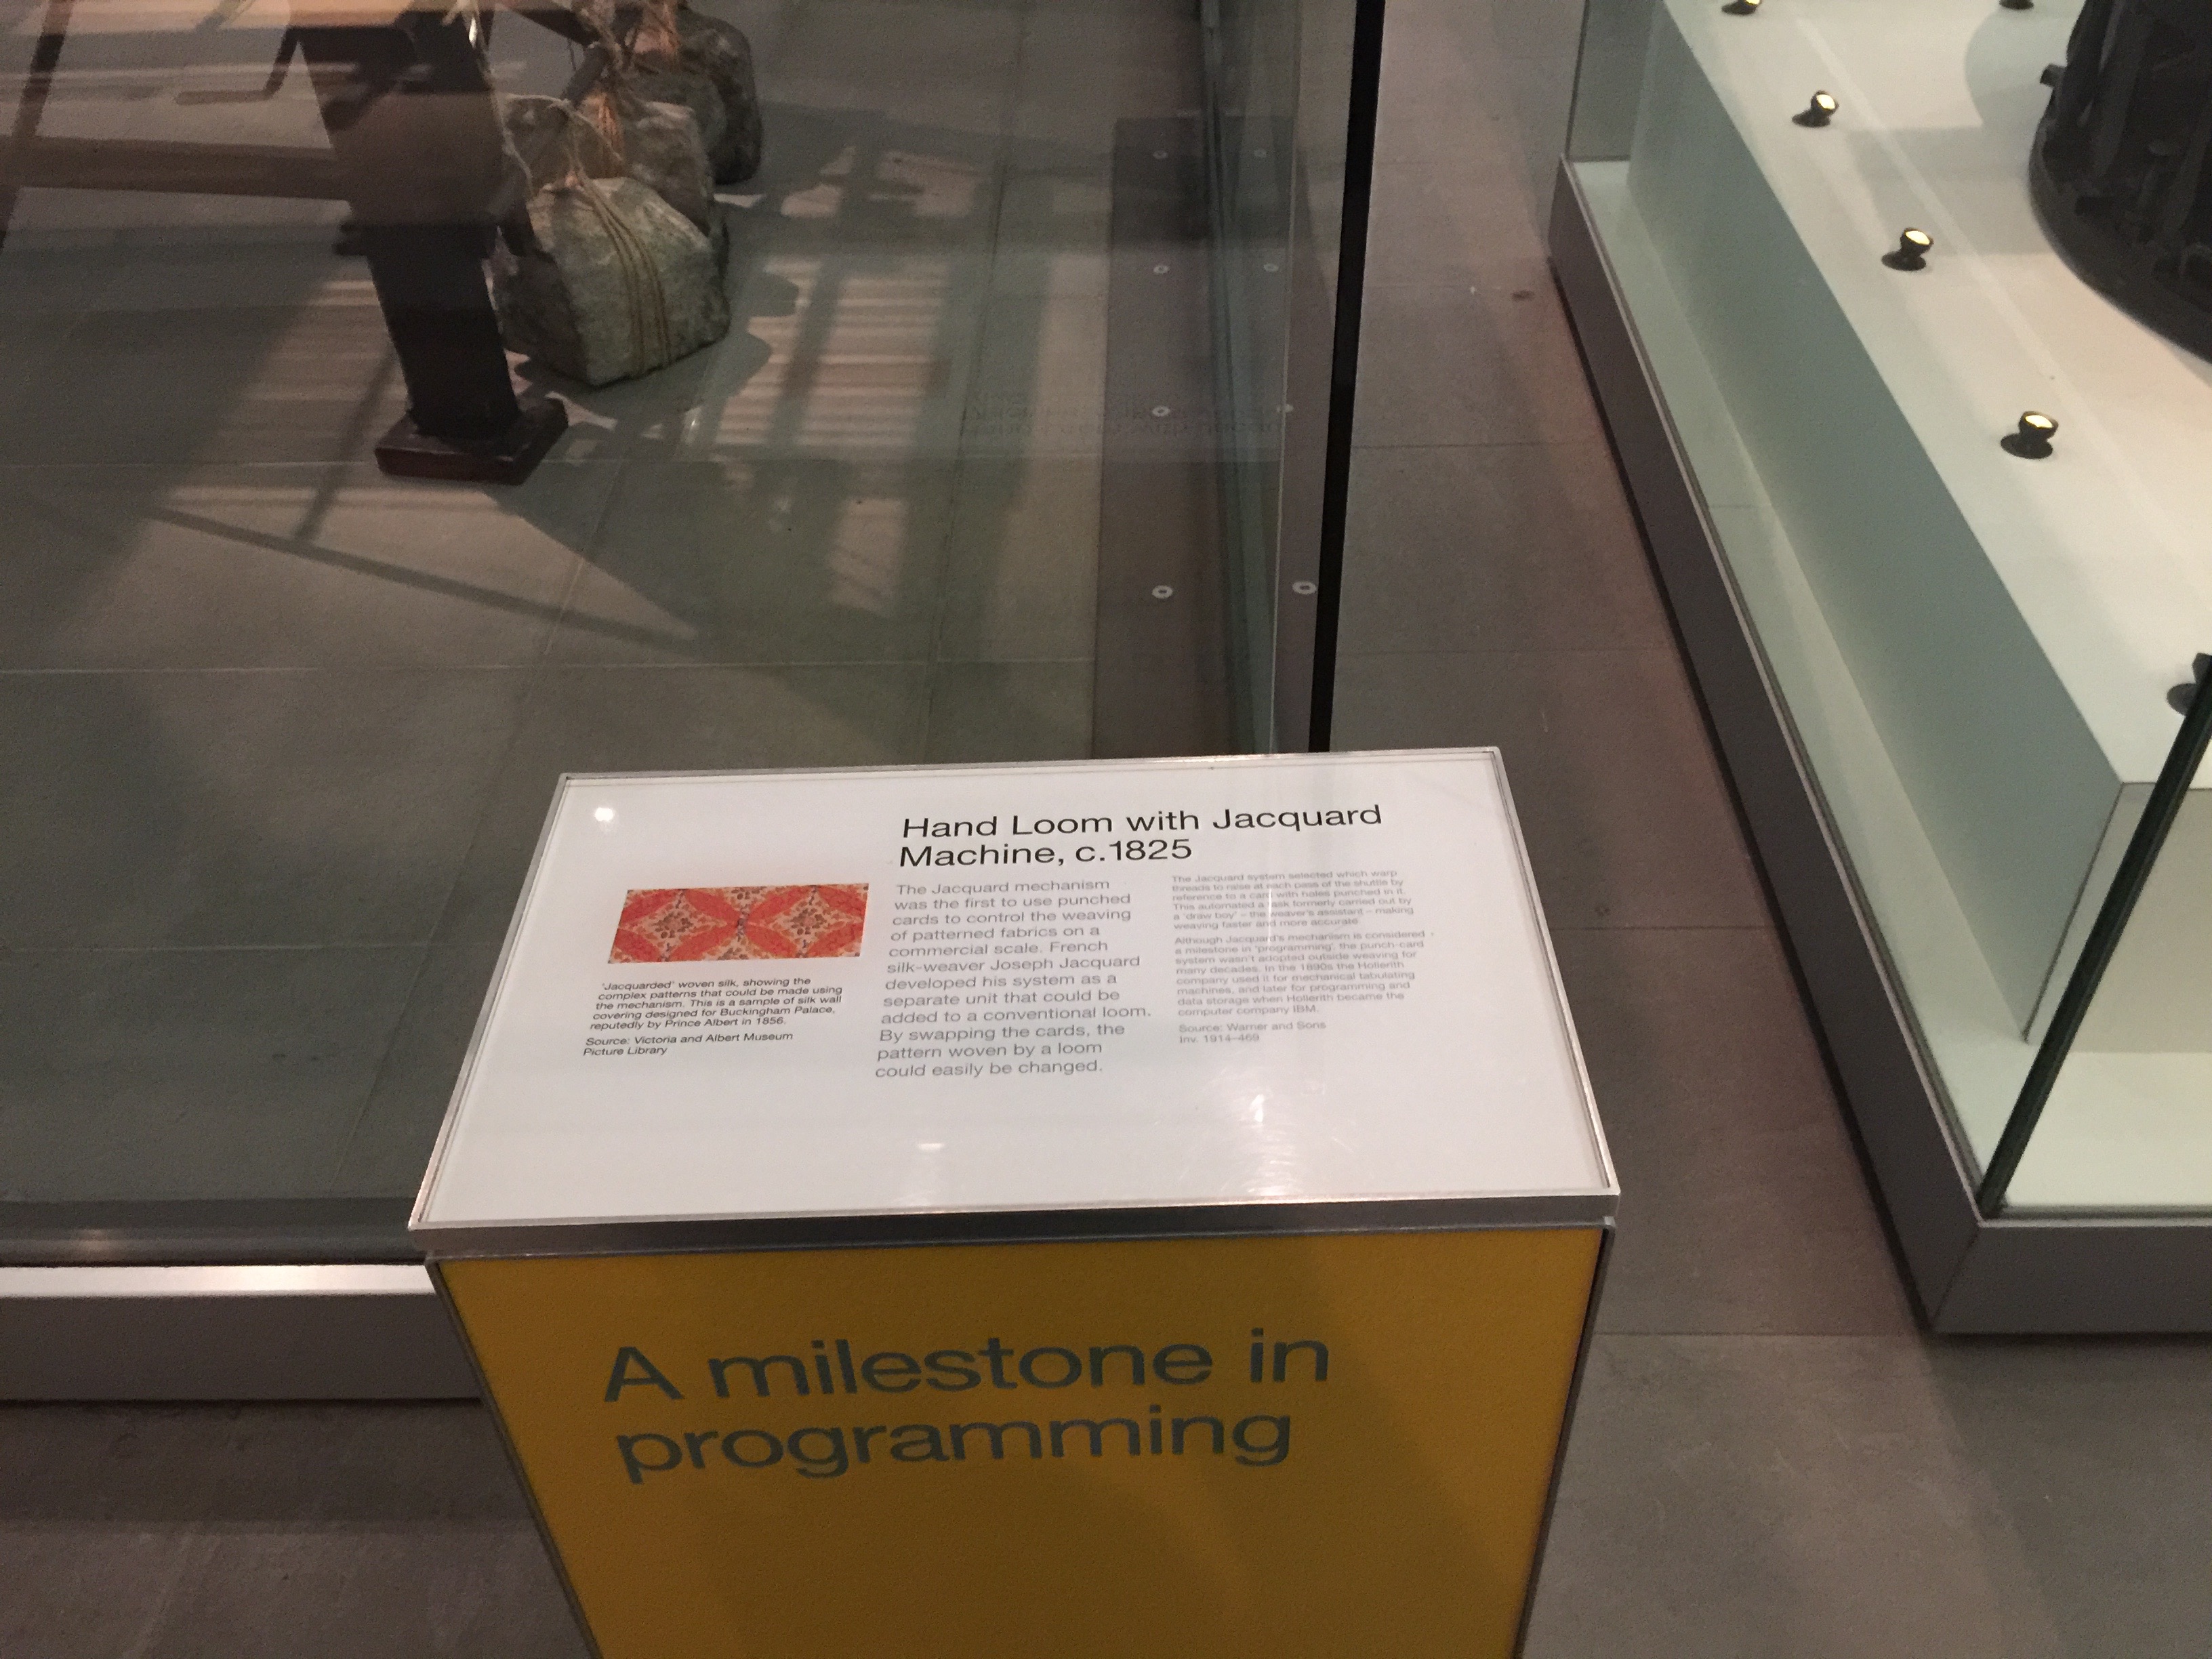 Hand Loom with Jacquard
Machine, c.1825
'Jacquarded' woven silk, showing the
complex patterns that could be made using
the mechanism. This is a sample of silk wall
covering designed for Buckingham Palace,
reputedly by Prince Albert in 1856.
Source: Victoria and Albert Museum
Picture Library
The Jacquard mechanism
was the first to use punched
cards to control the weaving
of patterned fabrics on a
commercial scale. French
silk-weaver Joseph Jacquard
developed his system as a
separate unit that could be
added to a conventional loom.
By swapping the cards, the
pattern woven by a loom
could easily be changed.
The Jacquard system selected which warp
threads to raise at each pass of the shuttle by
reference to a card with holes punched in it.
This automated a task formerly carried out by
a 'draw boy' – the weaver's assistant – making
weaving faster and more accurate.
Although Jacquard's mechanism is considered
a milestone in 'programming', the punch-card
system wasn't adopted outside weaving for
many decades. In the 1890s the Hollerith
company used it for mechanical tabulating
machines, and later for programming and
data storage when Hollerith became the
computer company IBM.
Source: Warner and Sons
Inv. 1914-469
A milestone in
programming